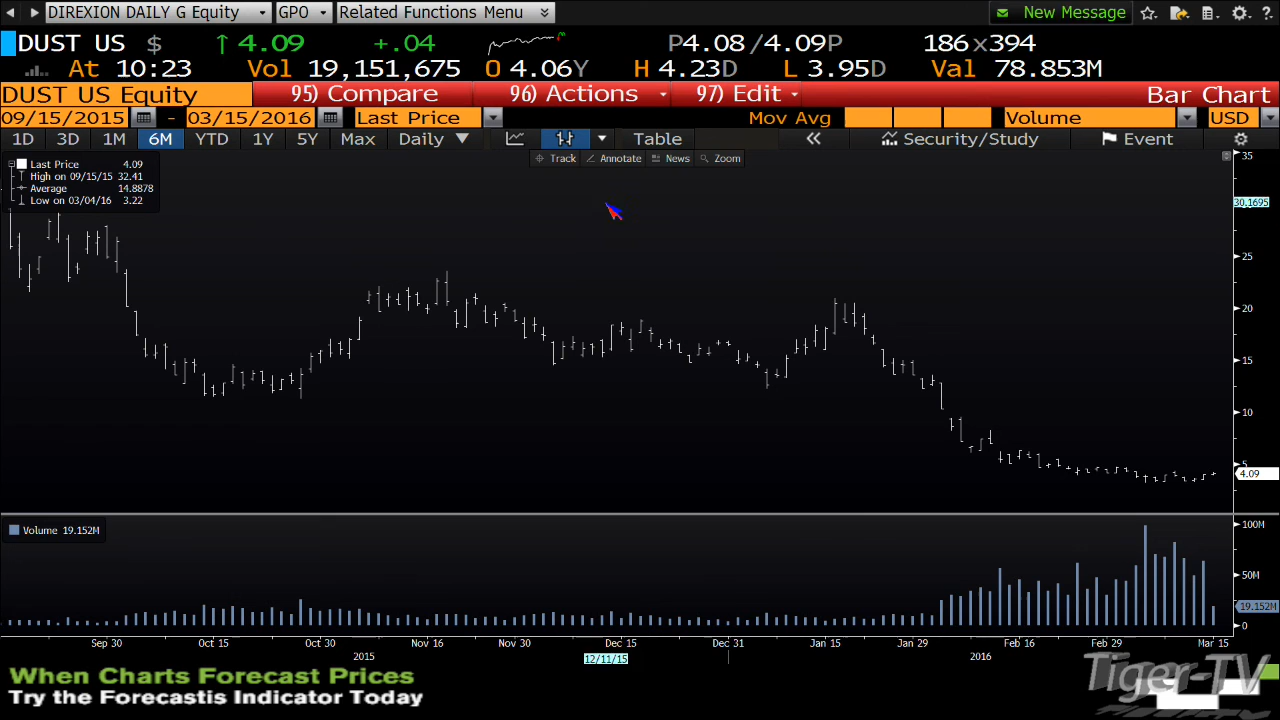 DIREXION DAILY G Equity GPO Related Functions Menu New Message
DUST US $ ↑ 4.09 +.04 P4.08 /4.09P 186 x 394
At 10:23 Vol 19,151,675 O 4.06Y H 4.23D L 3.95D Val 78.853M
DUST US Equity 95) Compare 96) Actions 97) Edit Bar Chart
09/15/2015 - 03/15/2016 Last Price Mov Avg Volume USD
1D 3D 1M 6M YTD 1Y 5Y Max Daily ▼ Table « Security/Study Event
Track Annotate News Zoom
Last Price 4.09
High on 09/15/15 32.41
Average 14.8878
Low on 03/04/16 3.22
35
30.1695
25
20
15
10
5
4.09
Volume 19.152M
100M
50M
19.152M
0
Sep 30 Oct 15 Oct 30 Nov 16 Nov 30 Dec 15 Dec 31 Jan 15 Jan 29 Feb 16 Feb 29 Mar 15
2015 12/11/15 2016
When Charts Forecast Prices
Try the Forecastis Indicator Today
Tiger-TV